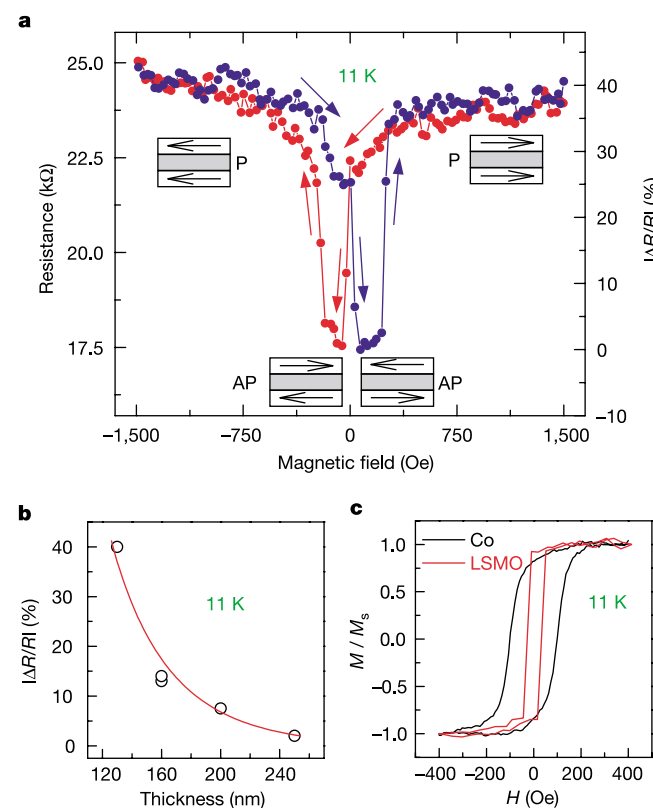 a
11 K
25.0
22.5
20.0
17.5
Resistance (kΩ)
40
30
20
10
0
−10
|ΔR/R| (%)
P
P
AP
AP
−1,500
−750
0
750
1,500
Magnetic field (Oe)
b
40
30
20
10
0
|ΔR/R| (%)
11 K
120
160
200
240
Thickness (nm)
c
Co
LSMO
11 K
1.0
0.5
0.0
−0.5
−1.0
M / Ms
−400
−200
0
200
400
H (Oe)